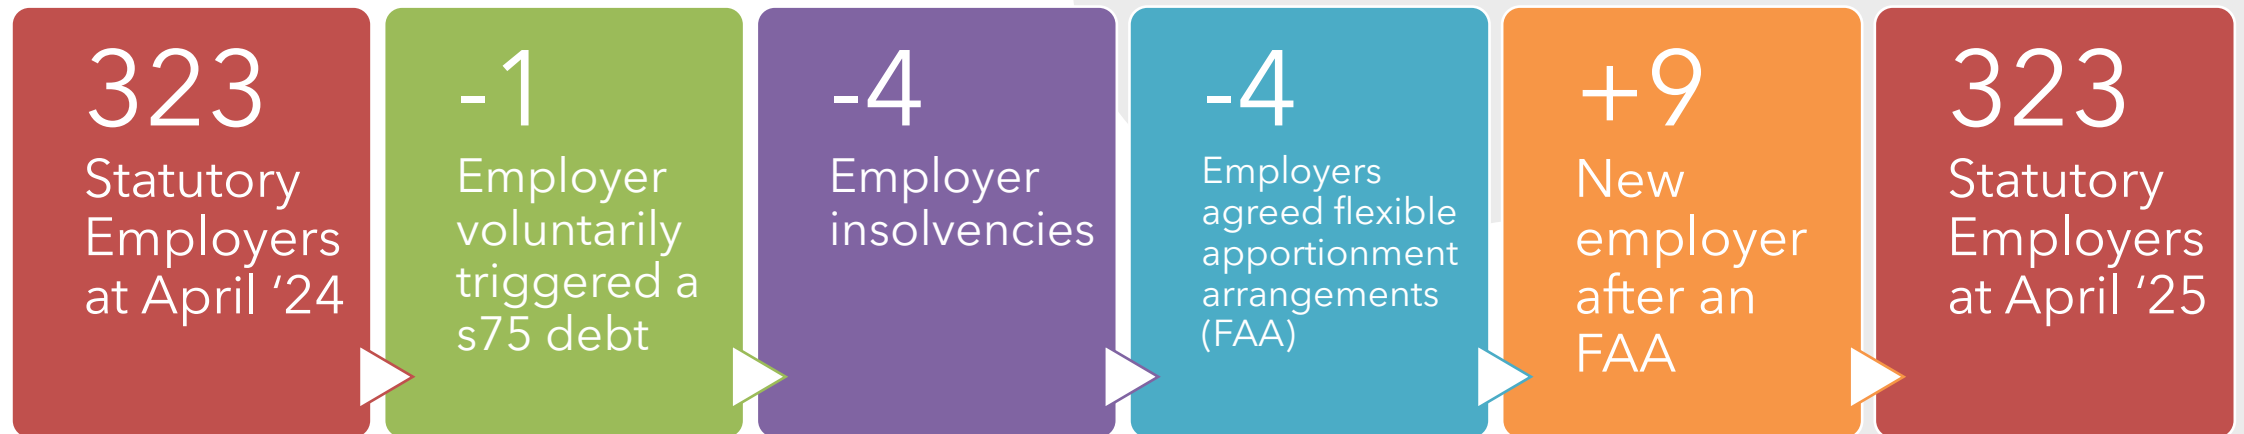 323
Statutory
Employers
at April ‘24
-1
Employer
voluntarily
triggered a
s75 debt
-4
Employer
insolvencies
-4
Employers
agreed flexible
apportionment
arrangements
(FAA)
+9
New
employer
after an
FAA
323
Statutory
Employers
at April ‘25